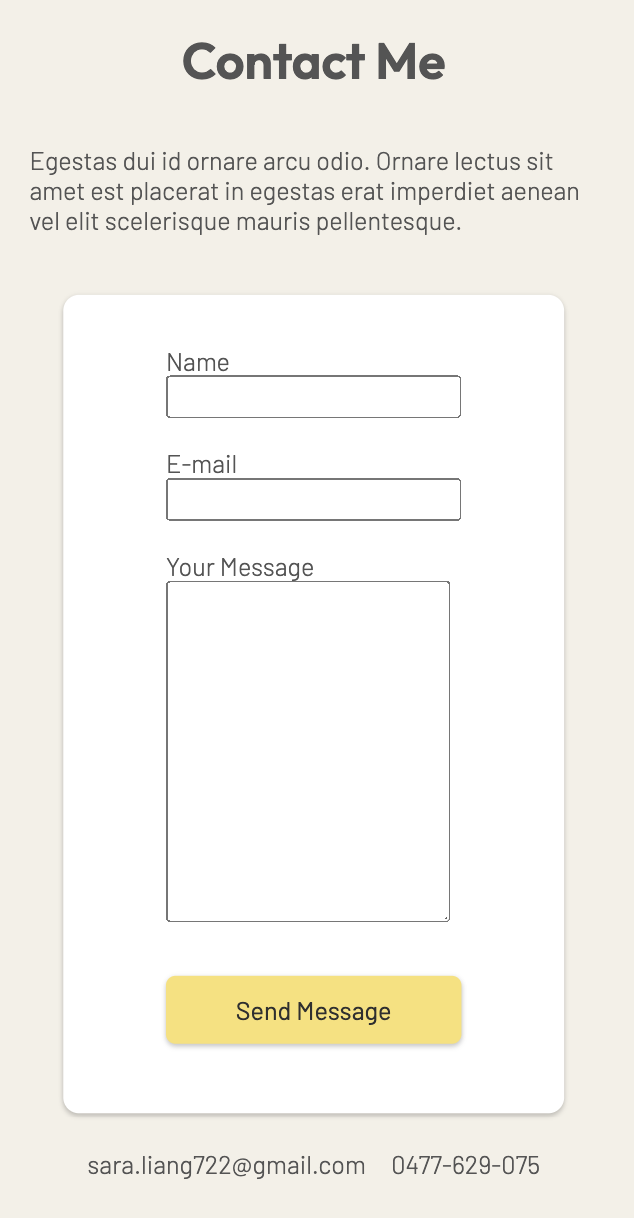 Contact Me
Egestas dui id ornare arcu odio. Ornare lectus sit
amet est placerat in egestas erat imperdiet aenean
vel elit scelerisque mauris pellentesque.
Name
E-mail
Your Message
Send Message
sara.liang722@gmail.com 0477-629-075